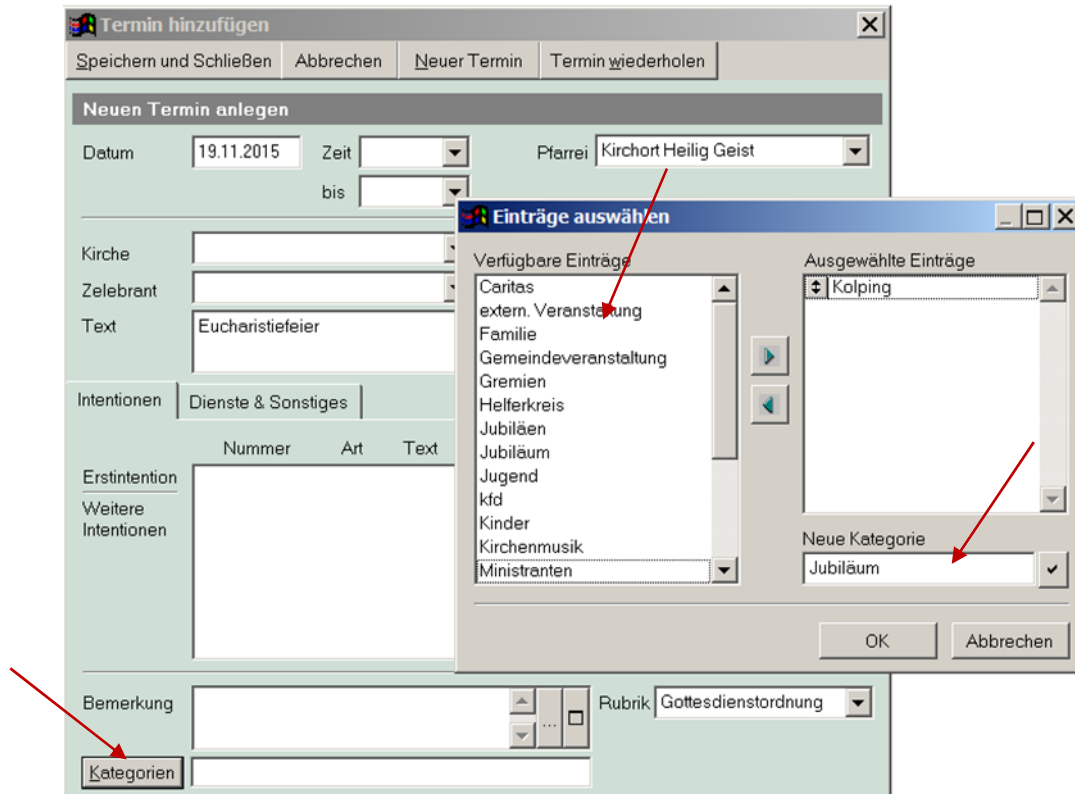 Termin hinzufügen
Speichern und Schließen Abbrechen Neuer Termin Termin wiederholen
Neuen Termin anlegen
Datum 19.11.2015 Zeit Pfarrei Kirchort Heilig Geist
bis
Kirche
Zelebrant
Text Eucharistiefeier
Intentionen Dienste & Sonstiges
Nummer Art Text
Erstintention
Weitere
Intentionen
Bemerkung ... Rubrik Gottesdienstordnung
Kategorien
Einträge auswählen
Verfügbare Einträge Ausgewählte Einträge
Caritas Kolping
extern. Veranstaltung
Familie
Gemeindeveranstaltung
Gremien
Helferkreis
Jubiläen
Jubiläum
Jugend
kfd
Kinder
Kirchenmusik
Ministranten
Neue Kategorie
Jubiläum
OK Abbrechen